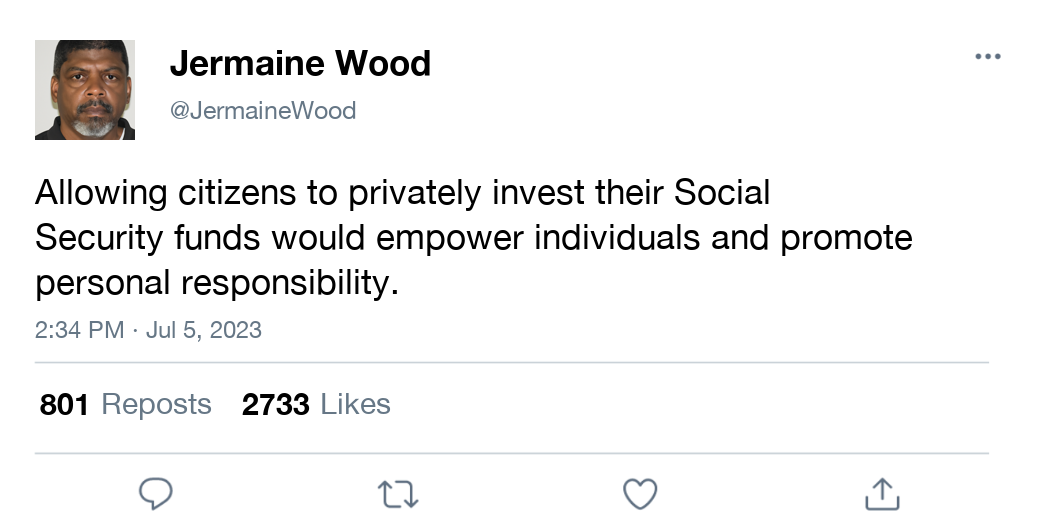 Jermaine Wood
@JermaineWood
Allowing citizens to privately invest their Social
Security funds would empower individuals and promote
personal responsibility.
2:34 PM · Jul 5, 2023
801 Reposts 2733 Likes